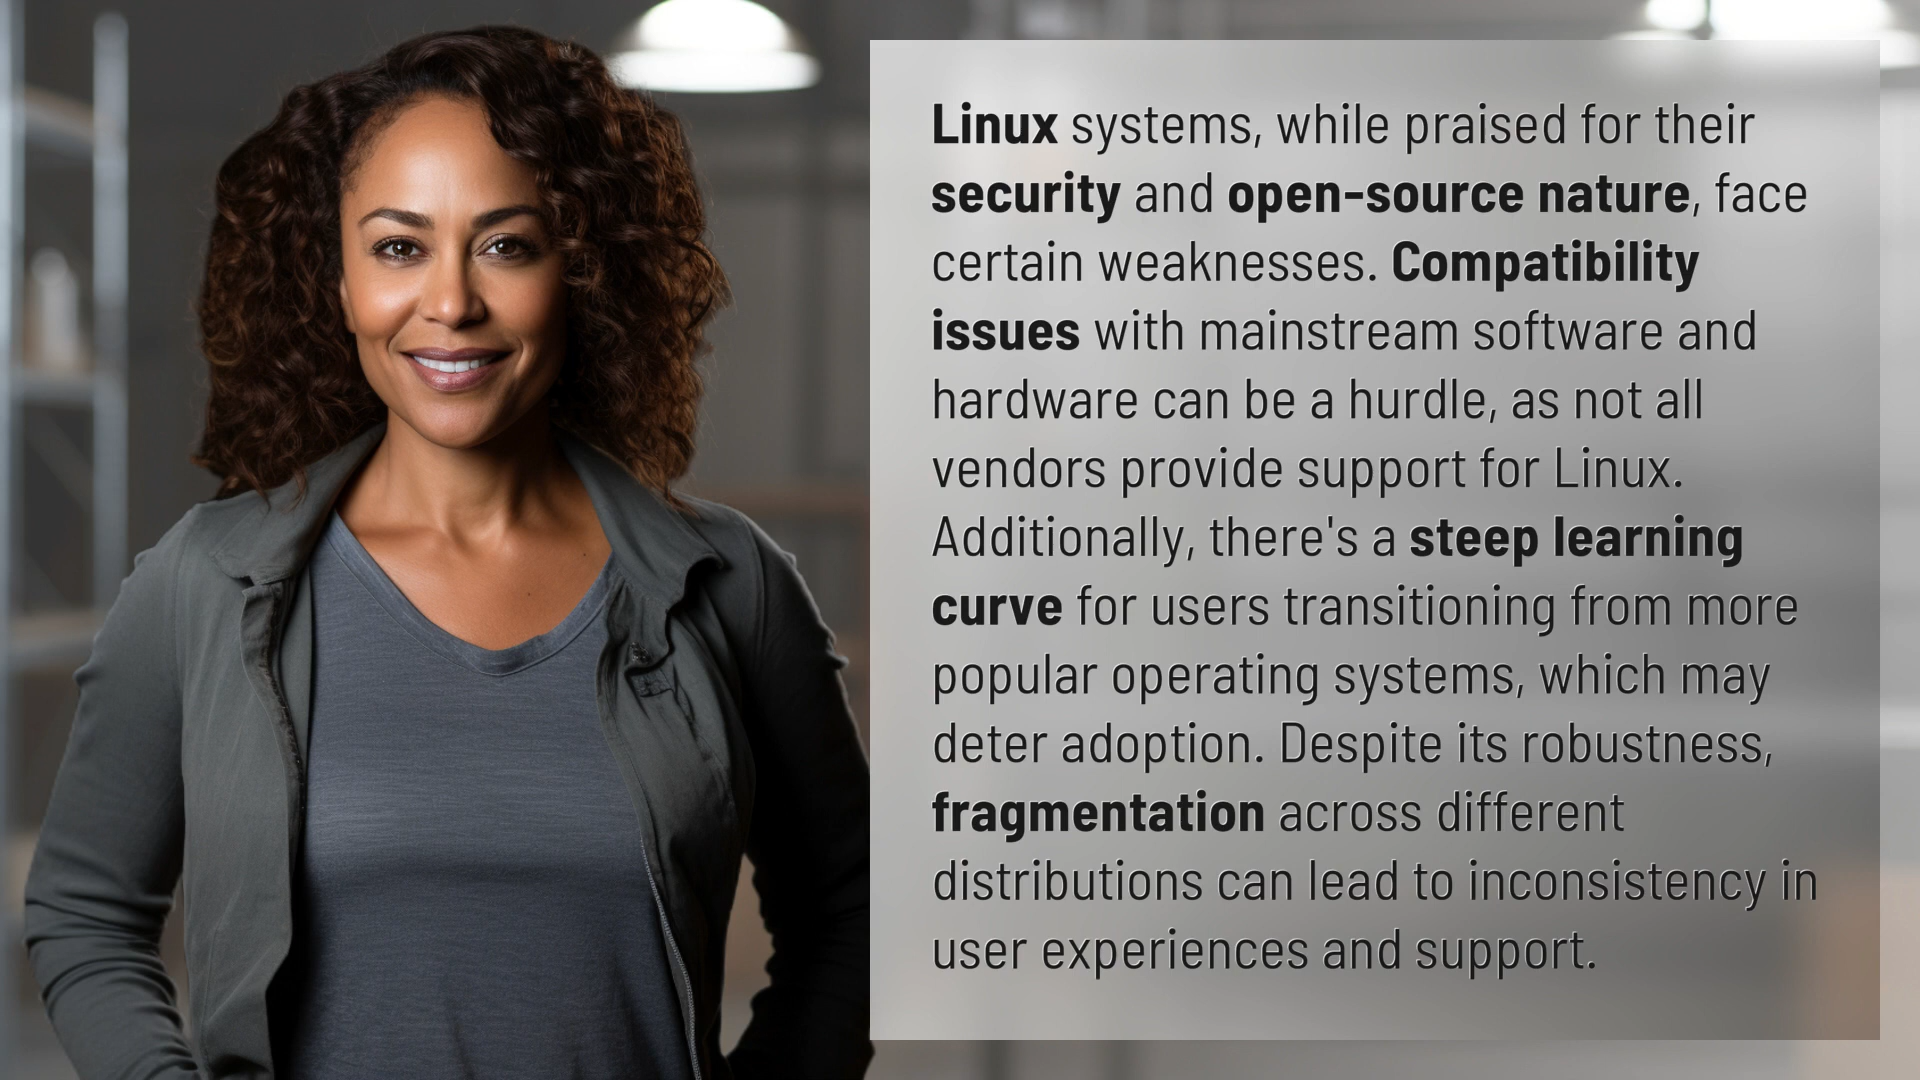 Linux systems, while praised for their
security and open-source nature, face
certain weaknesses. Compatibility
issues with mainstream software and
hardware can be a hurdle, as not all
vendors provide support for Linux.
Additionally, there's a steep learning
curve for users transitioning from more
popular operating systems, which may
deter adoption. Despite its robustness,
fragmentation across different
distributions can lead to inconsistency in
user experiences and support.